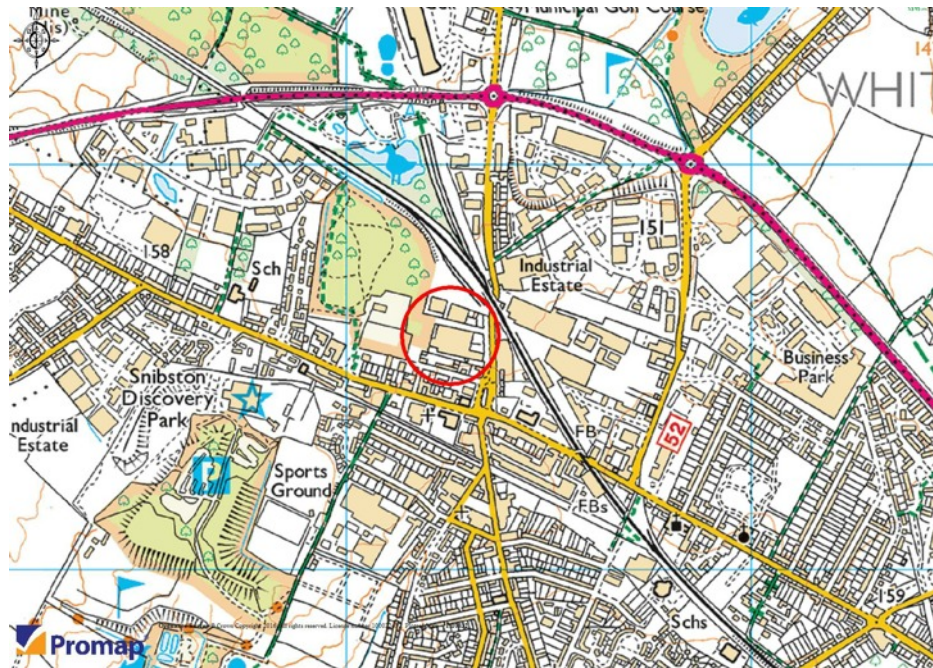 Mine
(dis)
Municipal Golf Course
WHIT
158
Sch
151
Industrial
Estate
Snibston
Discovery
Park
Business
Park
ndustrial
Estate
Sports
Ground
FB
52
FBs
Schs
159
Promap